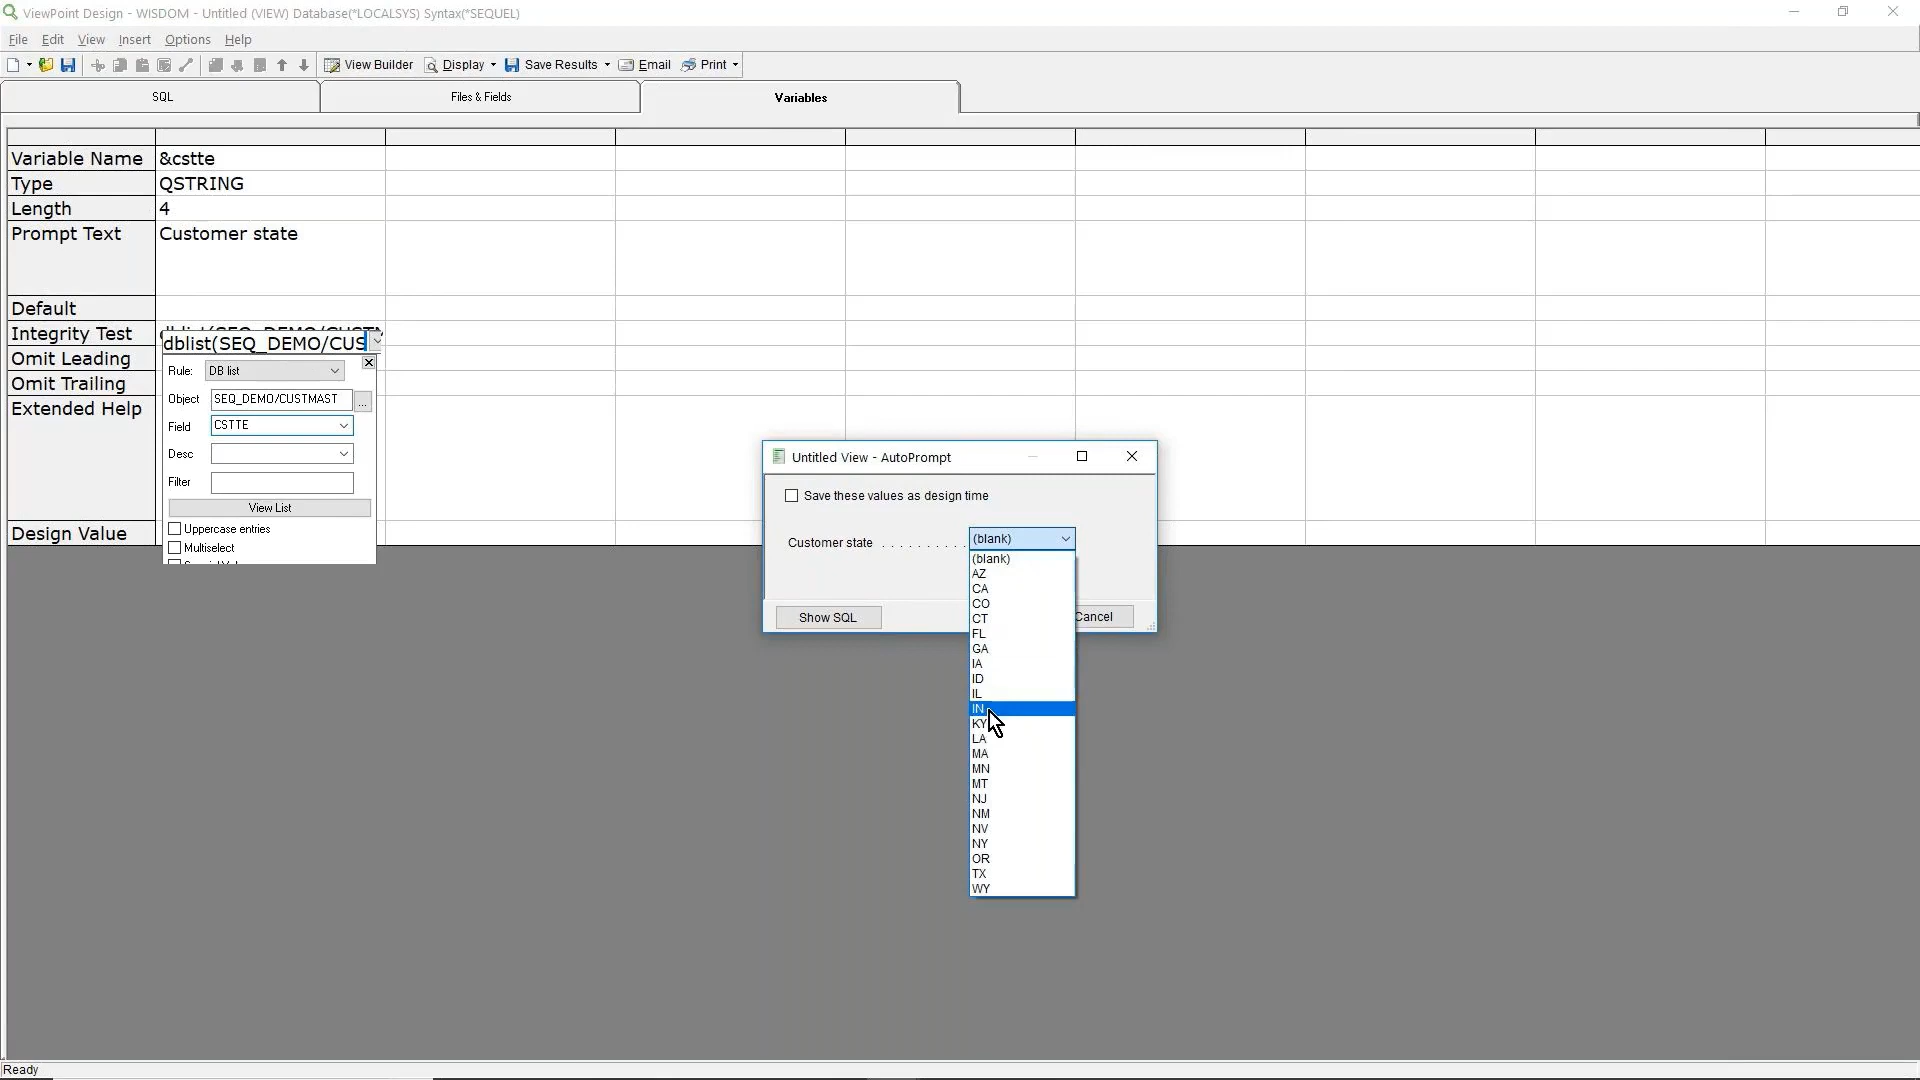 ViewPoint Design - WISDOM - Untitled (VIEW) Database(*LOCALSYS) Syntax(*SEQUEL)
File Edit View Insert Options Help
View Builder Display Save Results Email Print
SQL Files & Fields Variables
Variable Name &cstte
Type QSTRING
Length 4
Prompt Text Customer state
Default
Integrity Test
dblist(SEQ_DEMO/CUS
Omit Leading
Omit Trailing
Extended Help
Design Value
Rule: DB list
Object SEQ_DEMO/CUSTMAST ...
Field CSTTE
Desc
Filter
View List
Uppercase entries
Multiselect
Untitled View - AutoPrompt
Save these values as design time
Customer state . . . . . . . . . . (blank)
(blank)
AZ
CA
CO
CT
FL
GA
IA
ID
IL
IN
KY
LA
MA
MN
MT
NJ
NM
NV
NY
OR
TX
WY
Show SQL Cancel
Ready